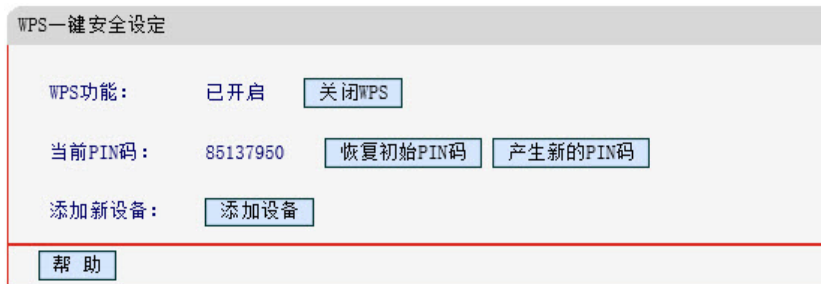 WPS一键安全设定
WPS功能： 已开启 关闭WPS
当前PIN码： 85137950 恢复初始PIN码 产生新的PIN码
添加新设备： 添加设备
帮 助